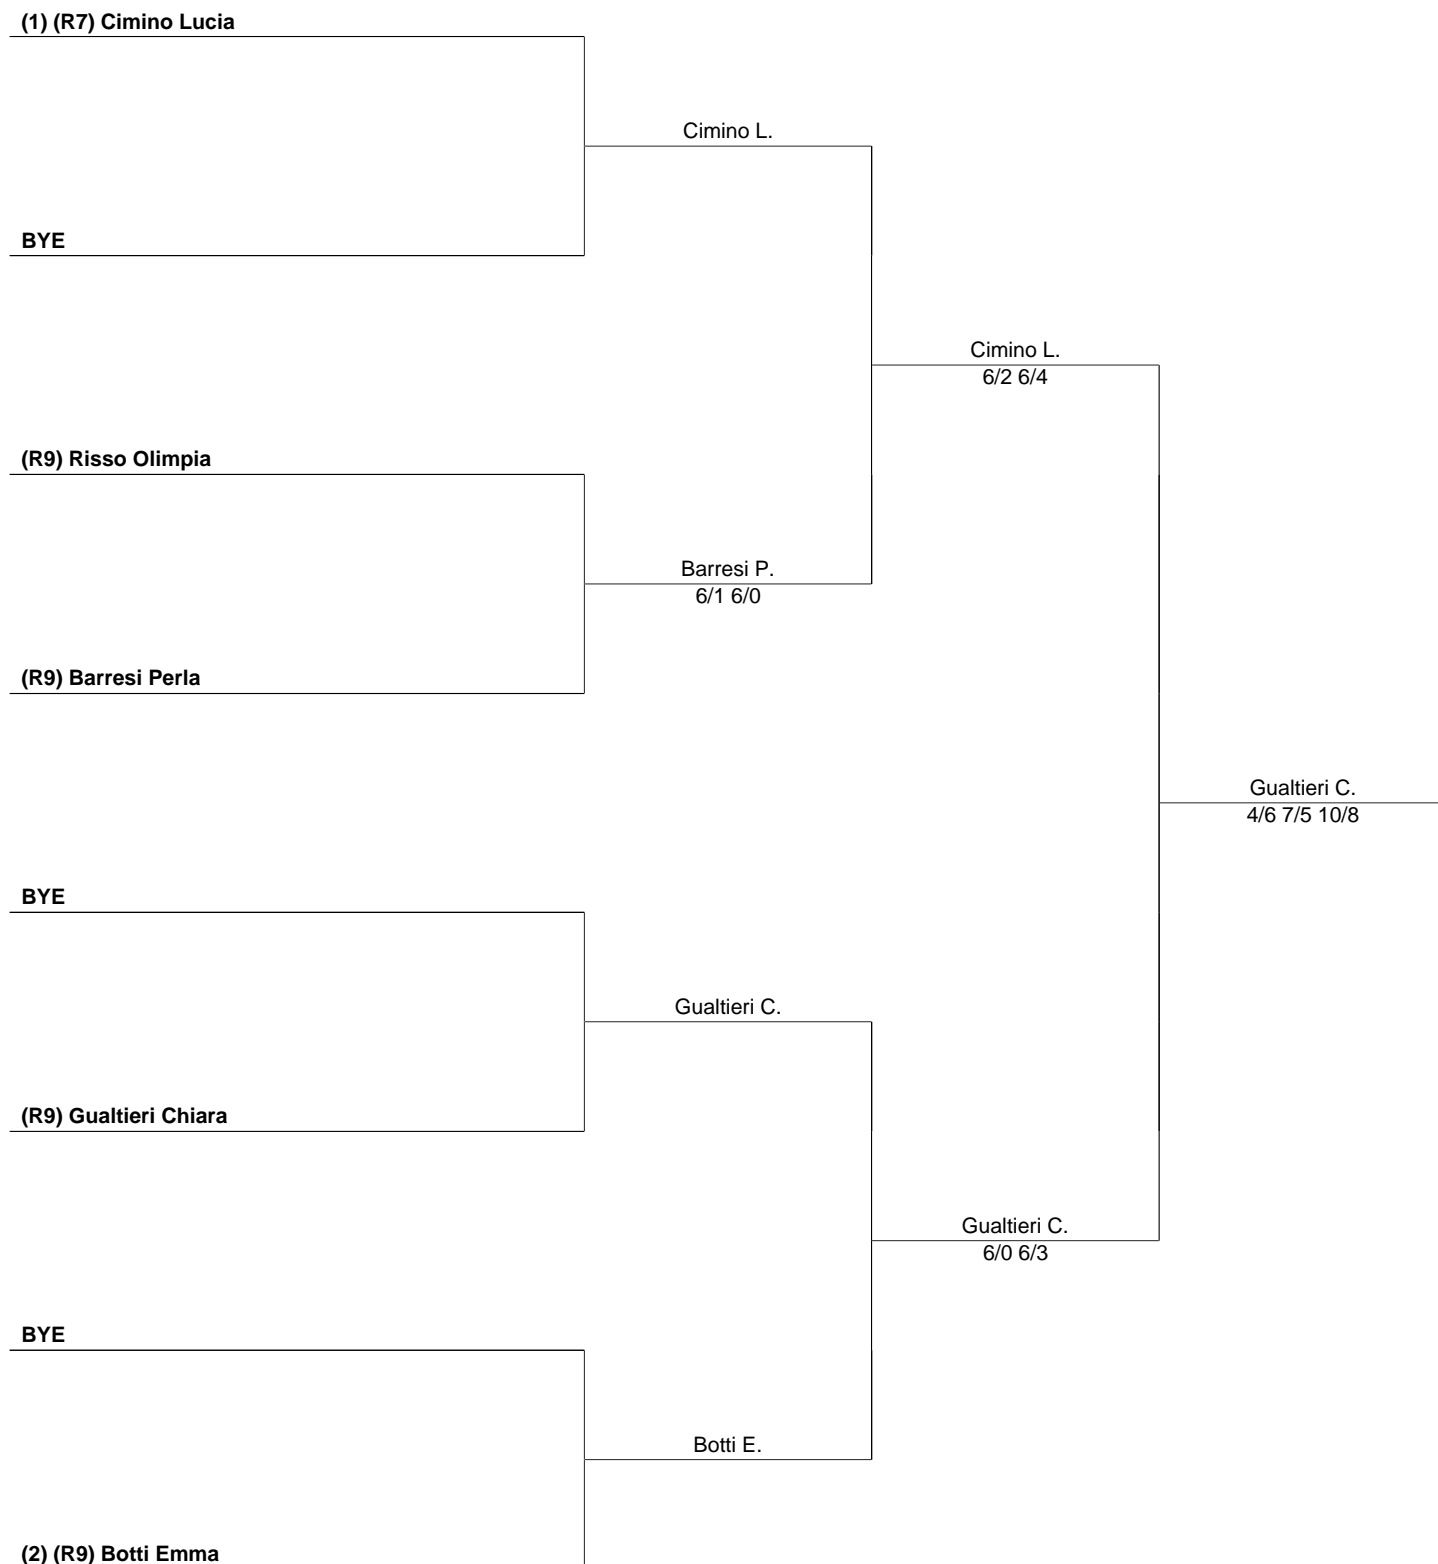 (1) (R7) Cimino Lucia
Cimino L.
BYE
Cimino L.
6/2 6/4
(R9) Risso Olimpia
Barresi P.
6/1 6/0
(R9) Barresi Perla
Gualtieri C.
4/6 7/5 10/8
BYE
Gualtieri C.
(R9) Gualtieri Chiara
Gualtieri C.
6/0 6/3
BYE
Botti E.
(2) (R9) Botti Emma